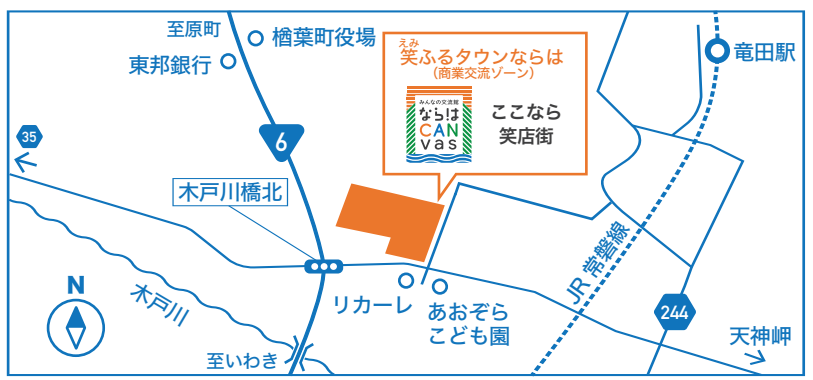 至原町
楢葉町役場
東邦銀行
えみ
笑ふるタウンならは
(商業交流ゾーン)
みんなの交流館
ならは
CAN
vas
ここなら
笑店街
竜田駅
35
6
木戸川橋北
JR 常磐線
N
木戸川
リカーレ
あおぞら
こども園
244
天神岬
至いわき